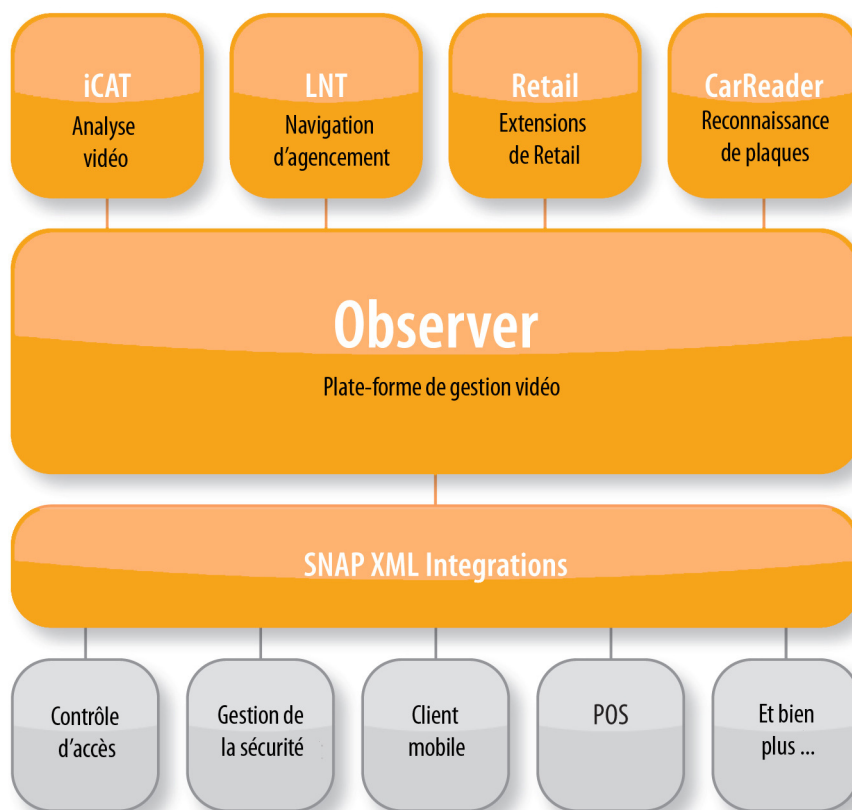 iCAT
Analyse
vidéo
LNT
Navigation
d'agencement
Retail
Extensions
de Retail
CarReader
Reconnaissance
de plaques
Observer
Plate-forme de gestion vidéo
SNAP XML Integrations
Contrôle
d'accès
Gestion de
la sécurité
Client
mobile
POS
Et bien
plus ...